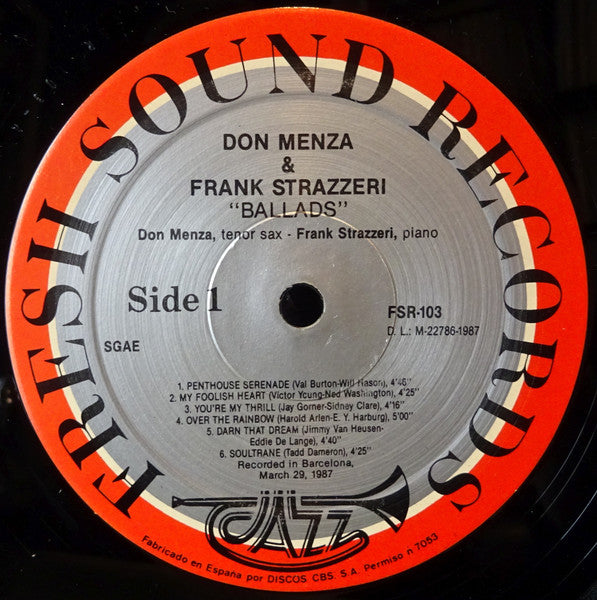 FRESH SOUND RECORDS
DON MENZA
&
FRANK STRAZZERI
"BALLADS"
Don Menza, tenor sax - Frank Strazzeri, piano
Side 1
FSR-103
D. L.: M-22786-1987
SGAE
1. PENTHOUSE SERENADE (Val Burton-Will Hason), 4'46"
2. MY FOOLISH HEART (Victor Young-Ned Washington), 4'25"
3. YOU'RE MY THRILL (Jay Gorner-Sidney Clare), 4'16"
4. OVER THE RAINBOW (Harold Arlen-E. Y. Harburg), 5'00"
5. DARN THAT DREAM (Jimmy Van Heusen-
Eddie De Lange), 4'40"
6. SOULTRANE (Tadd Dameron), 4'25"
Recorded in Barcelona,
March 29, 1987
JAZZ
Fabricado en España por DISCOS CBS. S.A. Permiso n 7053